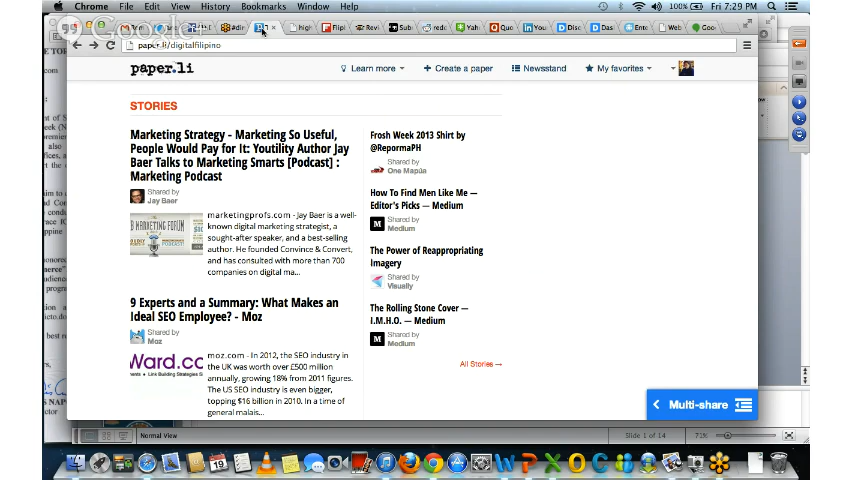 Chrome File Edit View History Bookmarks Window Help
100% Fri 7:29 PM
Google+
paper.li/digitalfilipino
paper.li Learn more + Create a paper Newsstand My favorites
STORIES
Marketing Strategy - Marketing So Useful,
People Would Pay for It: Youtility Author Jay
Baer Talks to Marketing Smarts [Podcast] :
Marketing Podcast
Shared by
Jay Baer
marketingprofs.com - Jay Baer is a well-
known digital marketing strategist, a
sought-after speaker, and a best-selling
author. He founded Convince & Convert,
and has consulted with more than 700
companies on digital ma...
9 Experts and a Summary: What Makes an
Ideal SEO Employee? - Moz
Shared by
Moz
Ward.co
moz.com - In 2012, the SEO industry in
the UK was worth over £500 million
annually, growing 18% from 2011 figures.
The US SEO industry is even bigger,
topping $16 billion in 2010. In a time of
general malais...
Frosh Week 2013 Shirt by
@RepormaPH
Shared by
One Mapúa
How To Find Men Like Me —
Editor's Picks — Medium
Shared by
Medium
The Power of Reappropriating
Imagery
Shared by
Visually
The Rolling Stone Cover —
I.M.H.O. — Medium
Shared by
Medium
All Stories →
Multi-share
Normal View Slide 1 of 14 71%